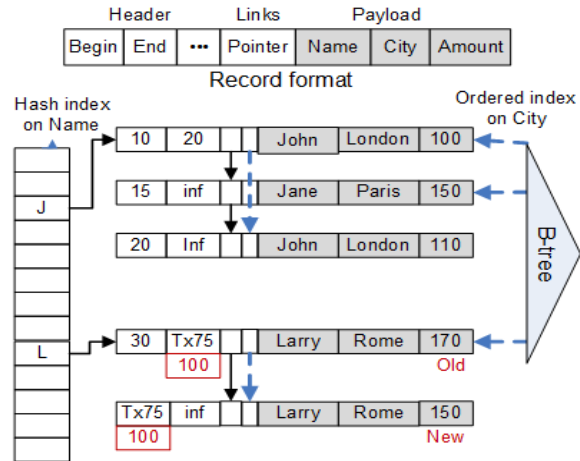 Header Links Payload
Begin End ••• Pointer Name City Amount
Record format
Hash index
on Name
Ordered index
on City
10 20 John London 100
15 inf Jane Paris 150
J
20 Inf John London 110
B-tree
L
30 Tx75 Larry Rome 170
100 Old
Tx75 inf Larry Rome 150
100 New